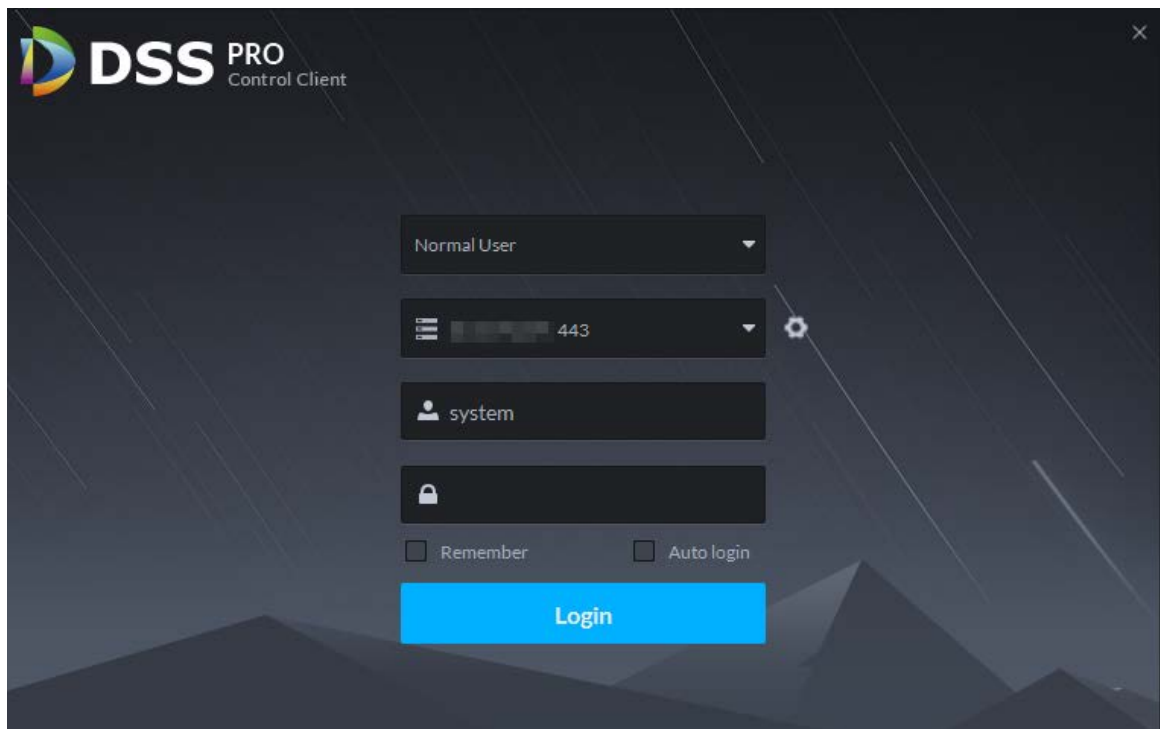 DSS PRO
Control Client
Normal User
443
system
Remember
Auto login
Login